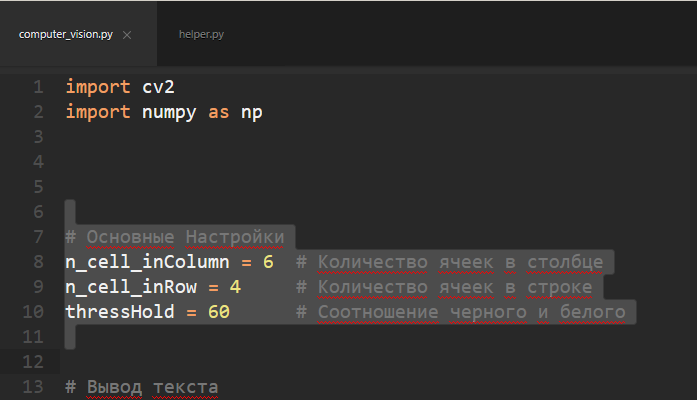 computer_vision.py × helper.py
1 import cv2
2 import numpy as np
3
4
5
6
7 # Основные Настройки
8 n_cell_inColumn = 6 # Количество ячеек в столбце
9 n_cell_inRow = 4 # Количество ячеек в строке
10 thressHold = 60 # Соотношение черного и белого
11
12
13 # Вывод текста